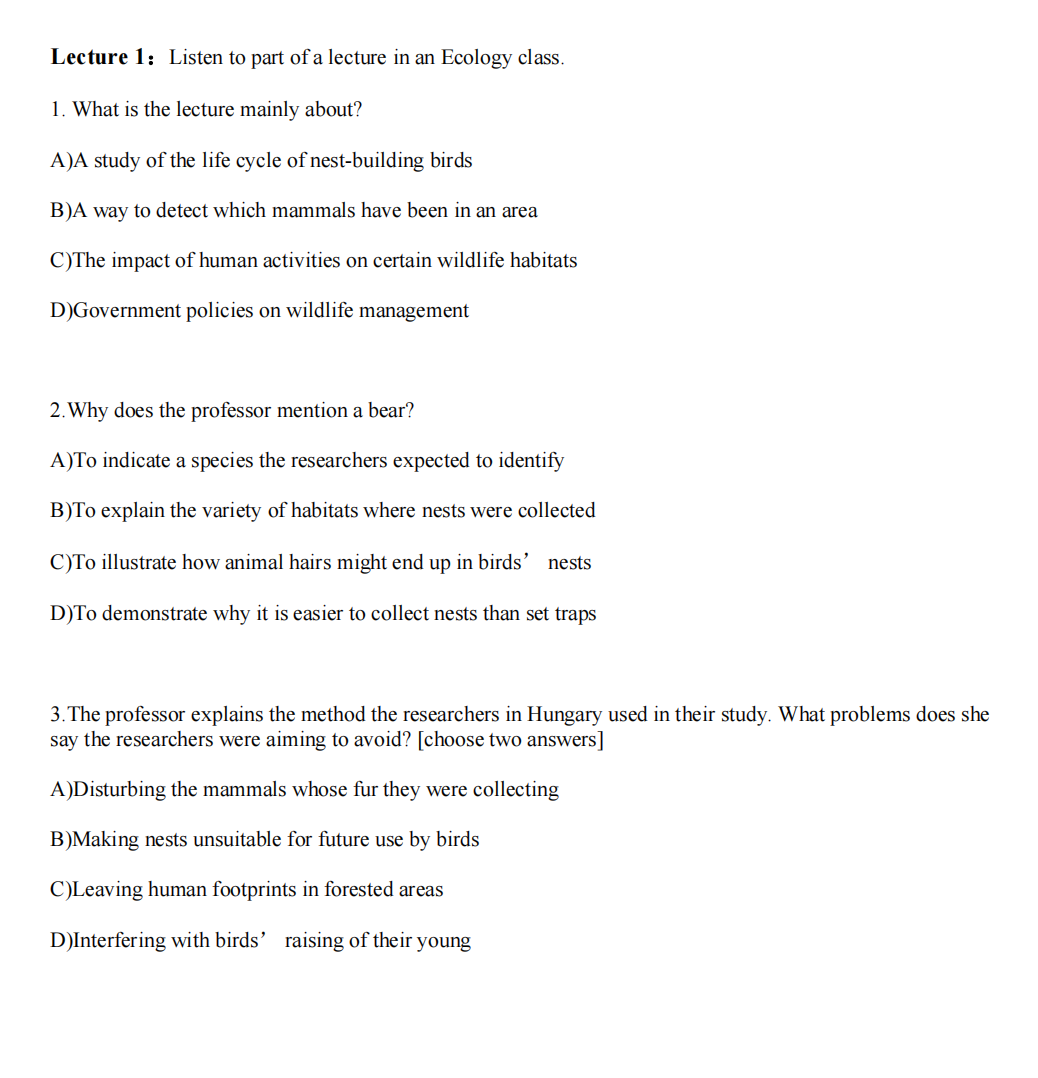 Lecture 1：Listen to part of a lecture in an Ecology class.
1. What is the lecture mainly about?
A)A study of the life cycle of nest-building birds
B)A way to detect which mammals have been in an area
C)The impact of human activities on certain wildlife habitats
D)Government policies on wildlife management
2.Why does the professor mention a bear?
A)To indicate a species the researchers expected to identify
B)To explain the variety of habitats where nests were collected
C)To illustrate how animal hairs might end up in birds’ nests
D)To demonstrate why it is easier to collect nests than set traps
3.The professor explains the method the researchers in Hungary used in their study. What problems does she
say the researchers were aiming to avoid? [choose two answers]
A)Disturbing the mammals whose fur they were collecting
B)Making nests unsuitable for future use by birds
C)Leaving human footprints in forested areas
D)Interfering with birds’ raising of their young